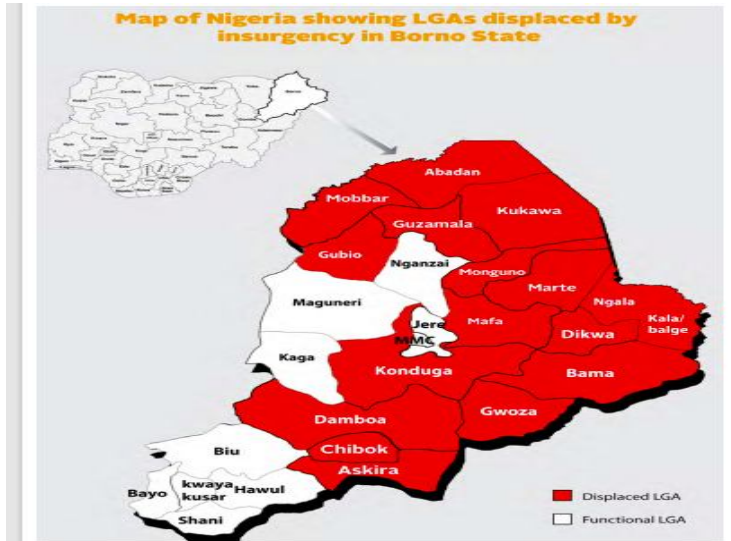 Map of Nigeria showing LGAs displaced by
insurgency in Borno State
Borno
Abadan
Mobbar
Kukawa
Guzamala
Gubio
Nganzai
Monguno
Marte
Ngala
Maguneri
Kala/
balge
Jere
Mafa
Dikwa
MMC
Kaga
Konduga
Bama
Gwoza
Damboa
Chibok
Biu
Askira
kwaya
kusar
Hawul
Bayo
Shani
Displaced LGA
Functional LGA